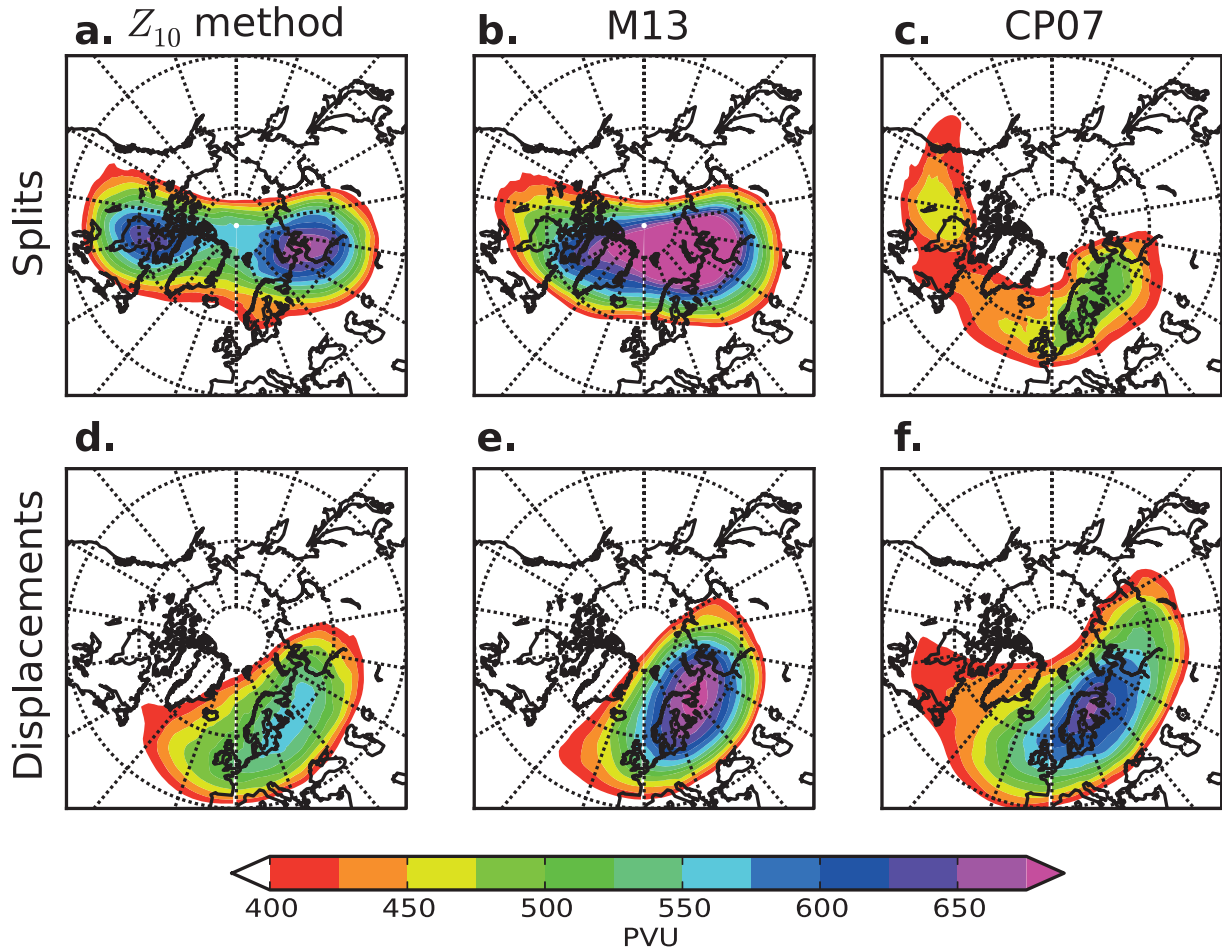 a. Z10 method
b. M13
c. CP07
Splits
d.
e.
f.
Displacements
400 450 500 550 600 650
PVU